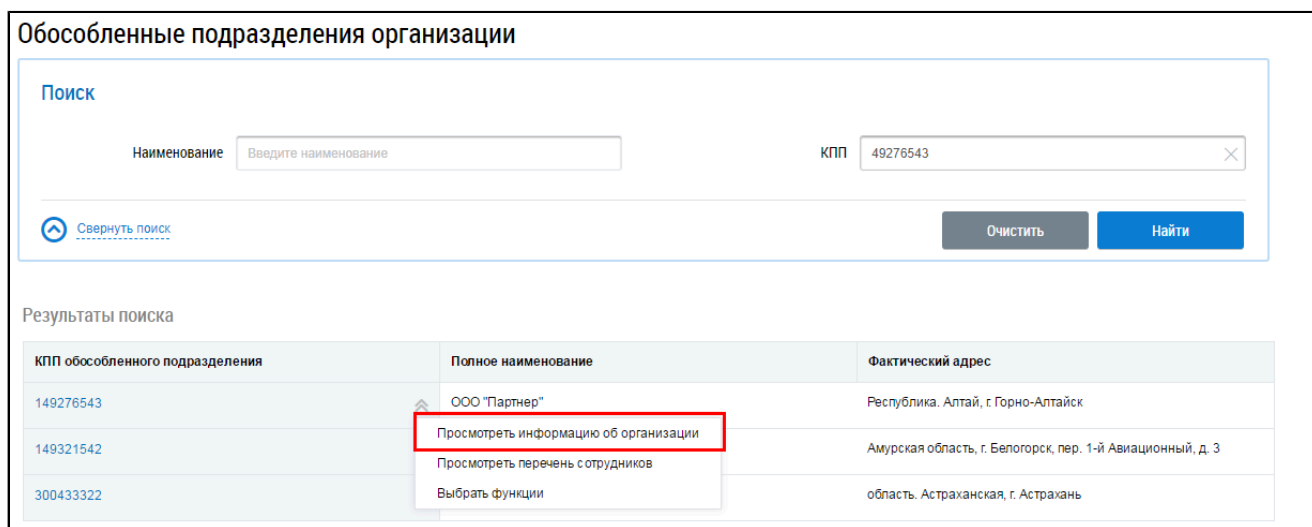 Обособленные подразделения организации
Поиск
Наименование Введите наименование КПП 49276543
Свернуть поиск Очистить Найти
Результаты поиска
КПП обособленного подразделения Полное наименование Фактический адрес
149276543 ООО "Партнер" Республика. Алтай, г. Горно-Алтайск
Просмотреть информацию об организации
149321542 Амурская область, г. Белогорск, пер. 1-й Авиационный, д. 3
Просмотреть перечень сотрудников
300433322 Выбрать функции область. Астраханская, г. Астрахань